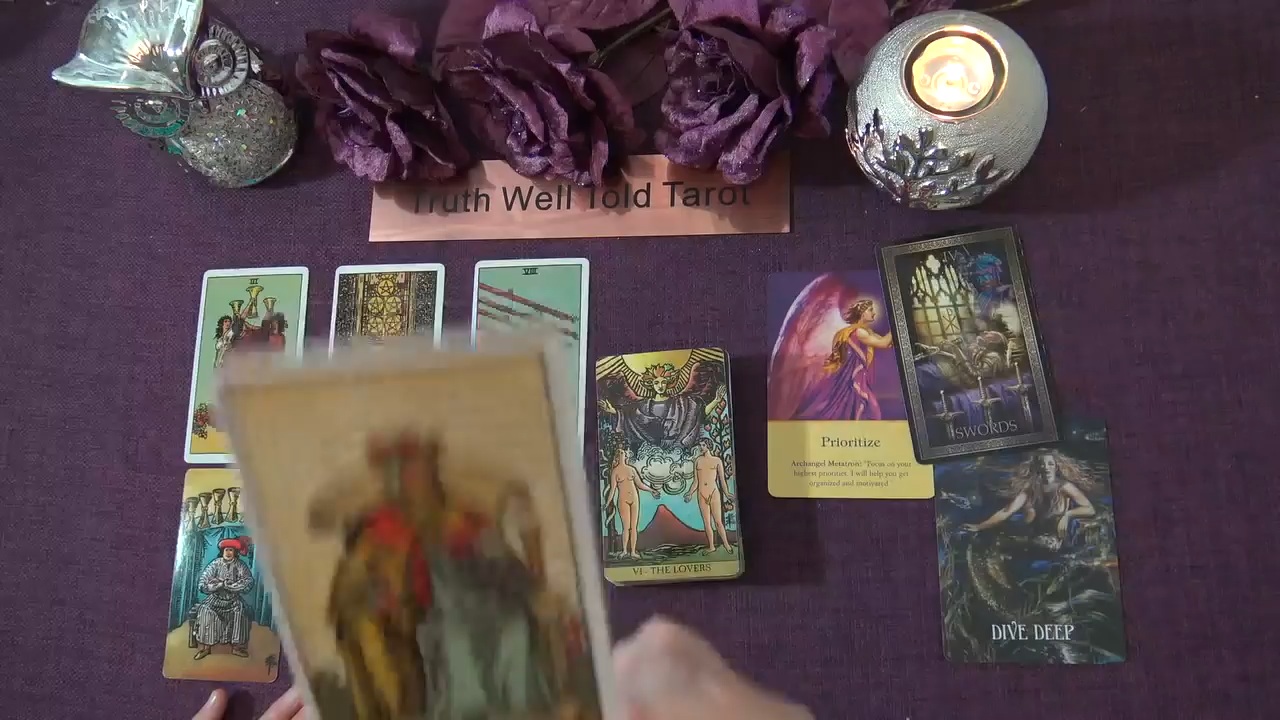 Truth Well Told Tarot
III
VIII
VI - THE LOVERS
Prioritize
Archangel Metatron: "Focus on your
highest priorities. I will help you get
organized and motivated."
SWORDS
DIVE DEEP